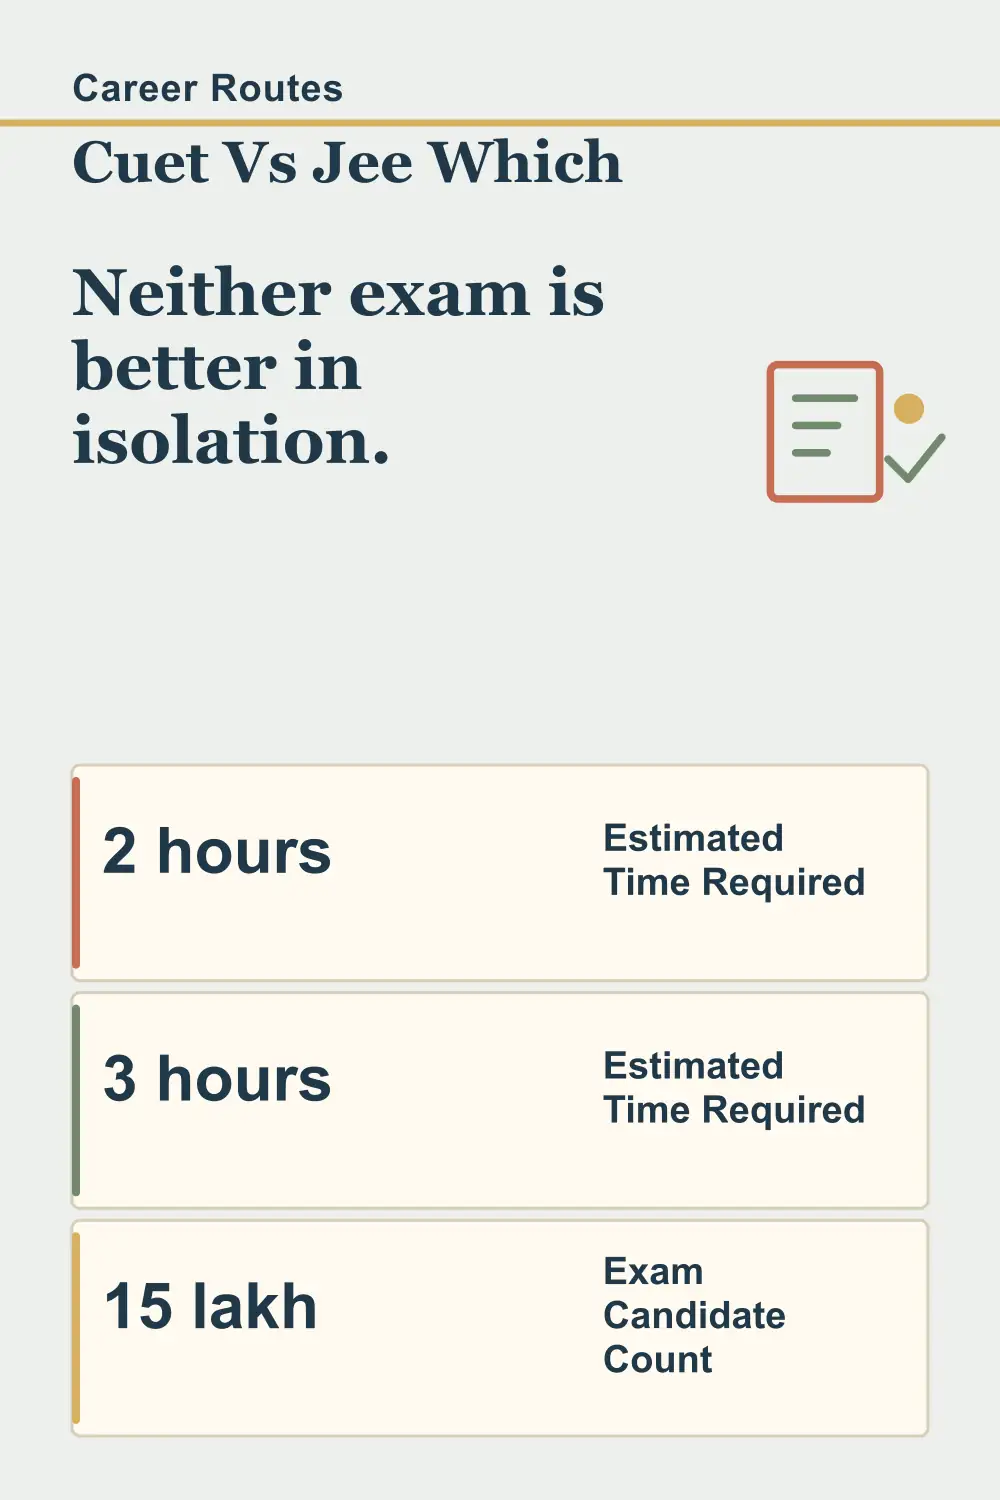 Career Routes
Cuet Vs Jee Which
Neither exam is
better in
isolation.
2 hours
Estimated
Time Required
3 hours
Estimated
Time Required
15 lakh
Exam
Candidate
Count